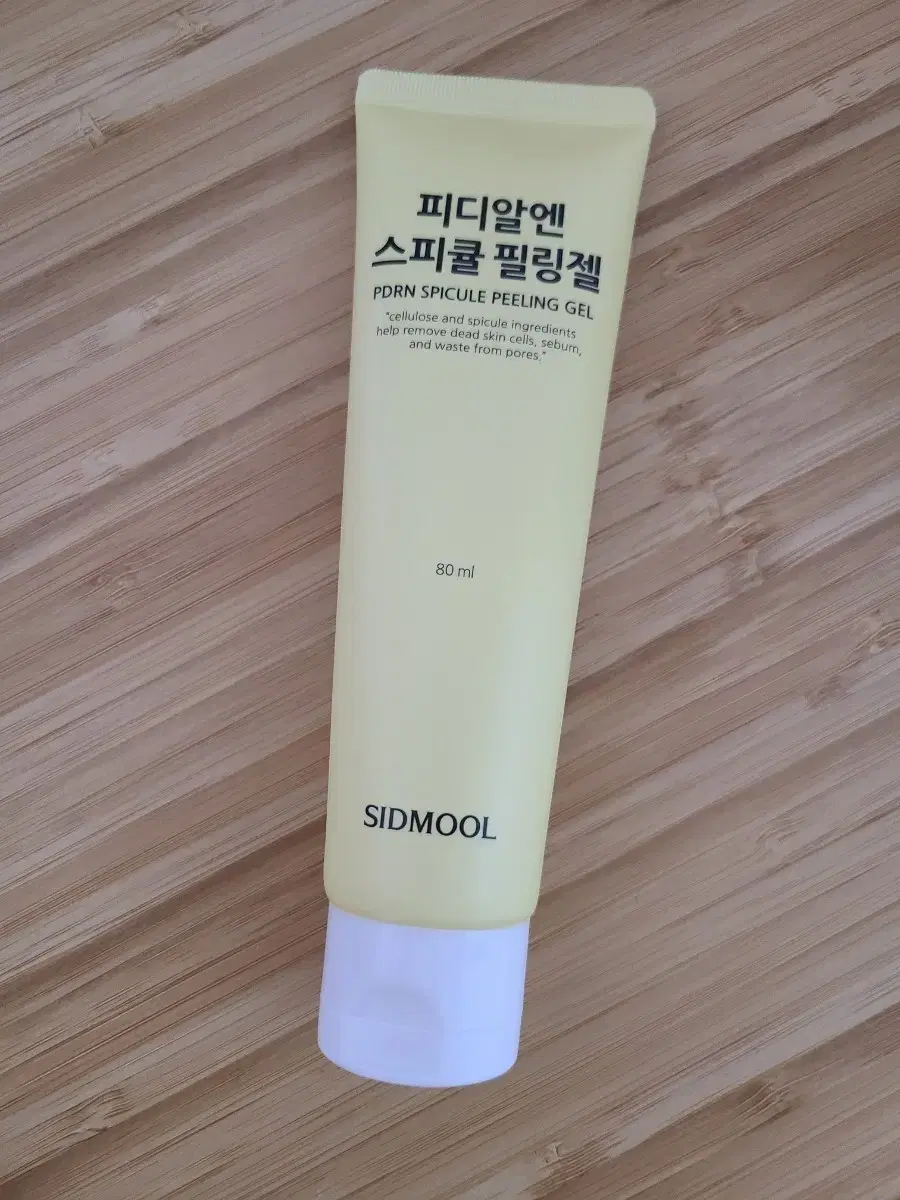 피디알엔
스피큘 필링젤
PDRN SPICULE PEELING GEL
"cellulose and spicule ingredients
help remove dead skin cells, sebum,
and waste from pores."
80 ml
SIDMOOL